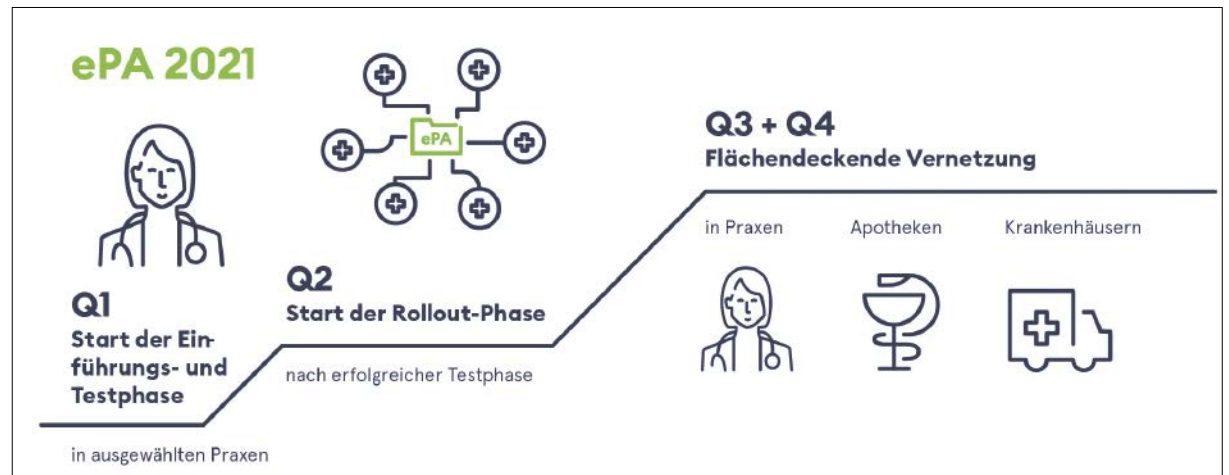 ePA 2021
ePA
Q1
Start der Ein-
führungs- und
Testphase
in ausgewählten Praxen
Q2
Start der Rollout-Phase
nach erfolgreicher Testphase
Q3 + Q4
Flächendeckende Vernetzung
in Praxen
Apotheken
Krankenhäusern